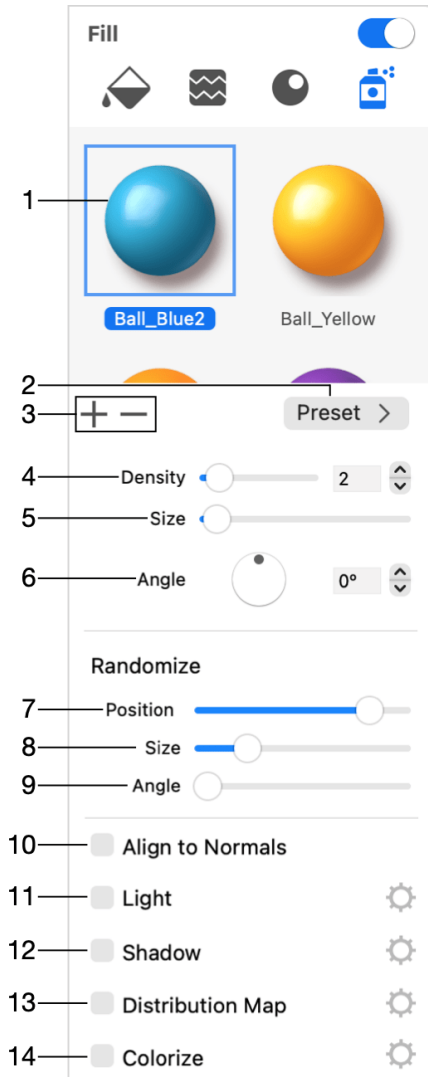 Fill
1
Ball_Blue2 Ball_Yellow
2
3 Preset
4 Density 2
5 Size
6 Angle 0°
Randomize
7 Position
8 Size
9 Angle
10 Align to Normals
11 Light
12 Shadow
13 Distribution Map
14 Colorize